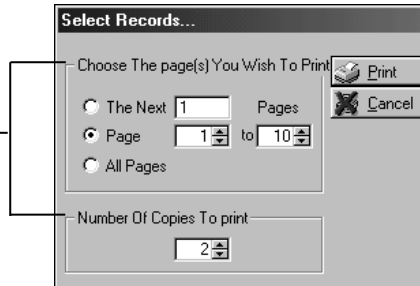 Select Records...
Choose The page(s) You Wish To Print
Print
Cancel
The Next 1 Pages
Page 1 to 10
All Pages
Number Of Copies To print
2